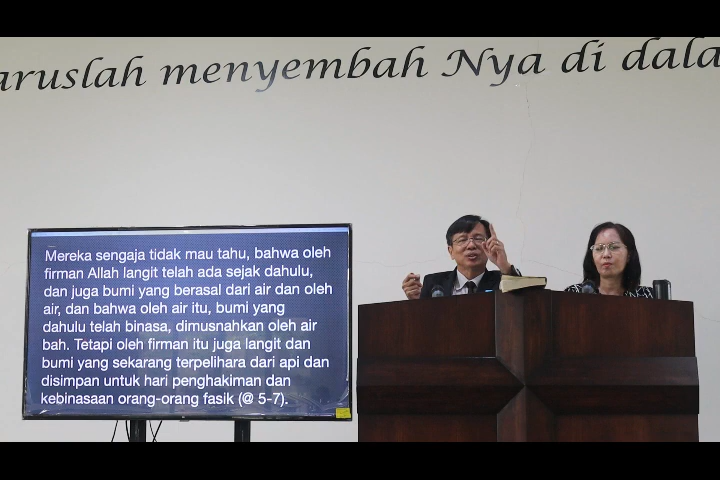 aruslah menyembah Nya di dala
Mereka sengaja tidak mau tahu, bahwa oleh
firman Allah langit telah ada sejak dahulu,
dan juga bumi yang berasal dari air dan oleh
air, dan bahwa oleh air itu, bumi yang
dahulu telah binasa, dimusnahkan oleh air
bah. Tetapi oleh firman itu juga langit dan
bumi yang sekarang terpelihara dari api dan
disimpan untuk hari penghakiman dan
kebinasaan orang-orang fasik (@ 5-7).